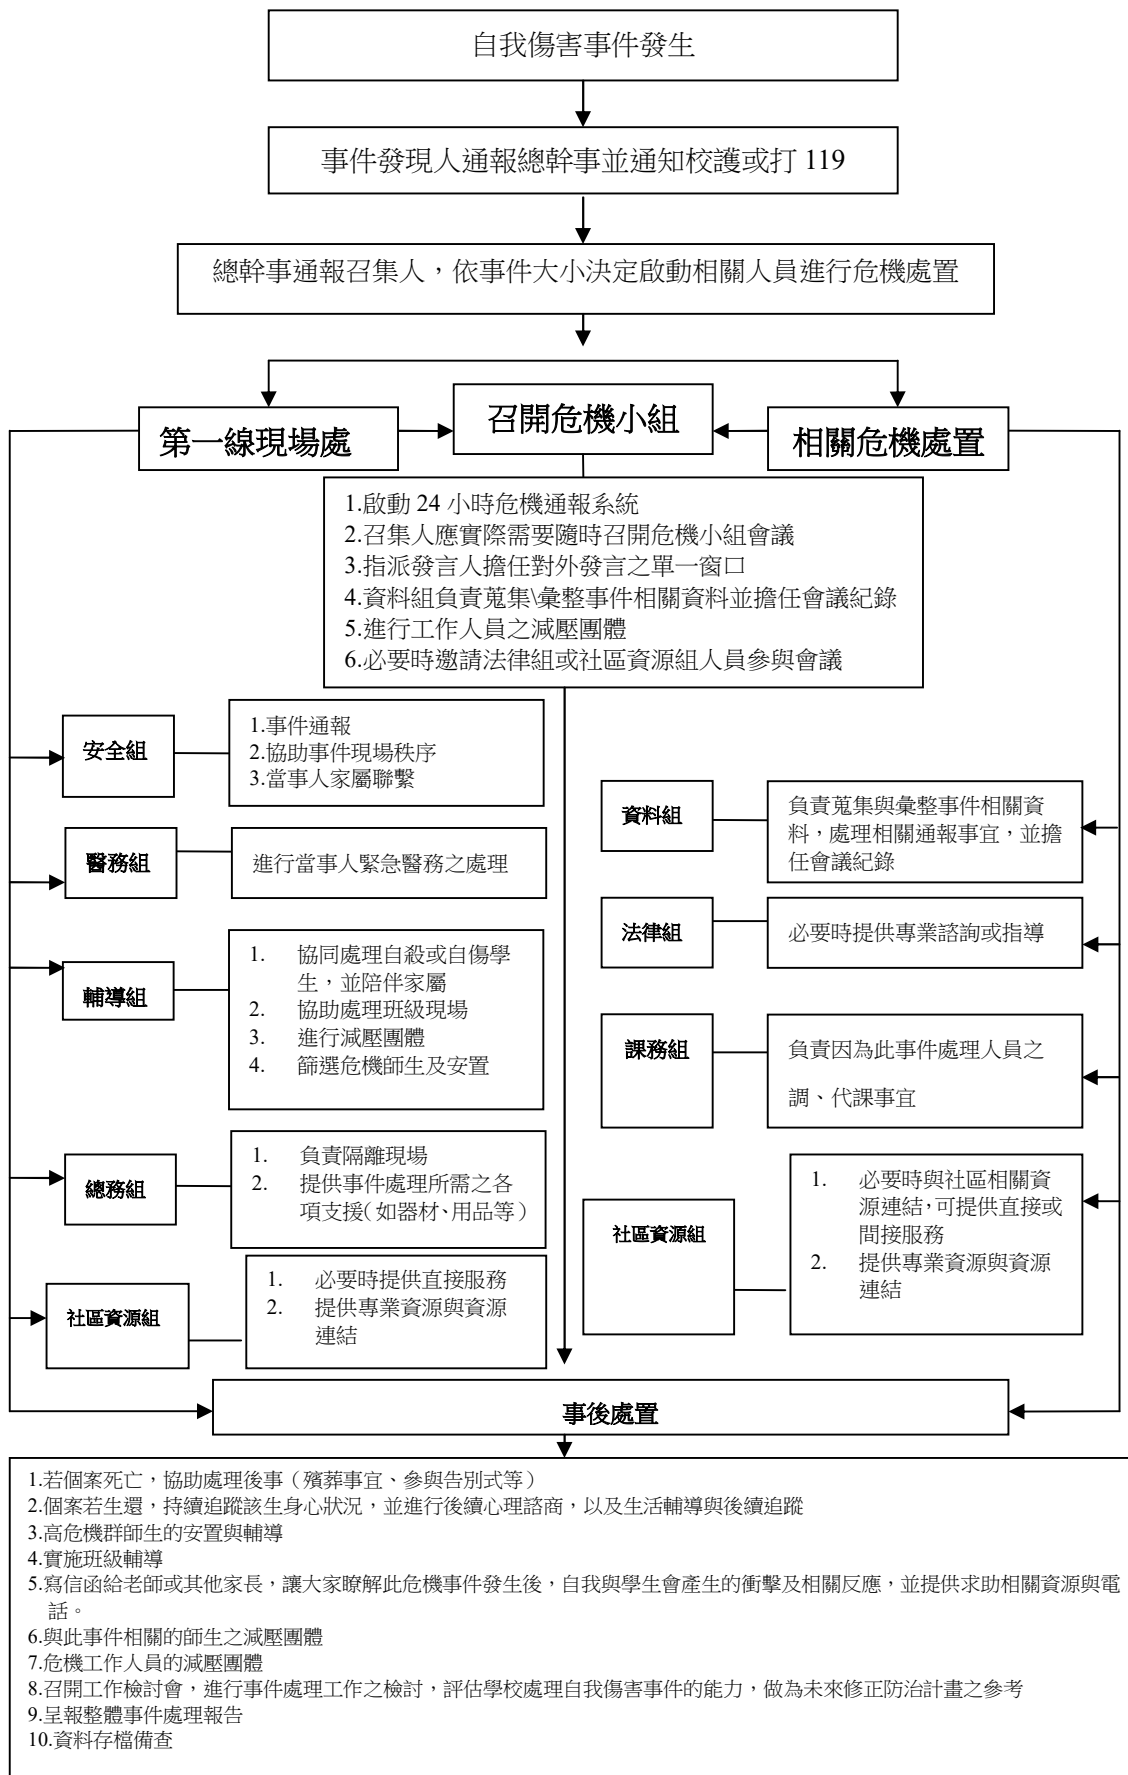 自我傷害事件發生
事件發現人通報總幹事並通知校護或打 119
總幹事通報召集人，依事件大小決定啟動相關人員進行危機處置
第一線現場處
召開危機小組
相關危機處置
1.啟動 24 小時危機通報系統
2.召集人應實際需要隨時召開危機小組會議
3.指派發言人擔任對外發言之單一窗口
4.資料組負責蒐集\彙整事件相關資料並擔任會議紀錄
5.進行工作人員之減壓團體
6.必要時邀請法律組或社區資源組人員參與會議
安全組
1.事件通報
2.協助事件現場秩序
3.當事人家屬聯繫
醫務組
進行當事人緊急醫務之處理
輔導組
1. 協同處理自殺或自傷學
生，並陪伴家屬
2. 協助處理班級現場
3. 進行減壓團體
4. 篩選危機師生及安置
總務組
1. 負責隔離現場
2. 提供事件處理所需之各
項支援（如器材、用品等）
社區資源組
1. 必要時提供直接服務
2. 提供專業資源與資源
連結
資料組
負責蒐集與彙整事件相關資
料，處理相關通報事宜，並擔
任會議紀錄
法律組
必要時提供專業諮詢或指導
課務組
負責因為此事件處理人員之
調、代課事宜
社區資源組
1. 必要時與社區相關資
源連結，可提供直接或
間接服務
2. 提供專業資源與資源
連結
事後處置
1.若個案死亡，協助處理後事（殯葬事宜、參與告別式等）
2.個案若生還，持續追蹤該生身心狀況，並進行後續心理諮商，以及生活輔導與後續追蹤
3.高危機群師生的安置與輔導
4.實施班級輔導
5.寫信函給老師或其他家長，讓大家瞭解此危機事件發生後，自我與學生會產生的衝擊及相關反應，並提供求助相關資源與電
話。
6.與此事件相關的師生之減壓團體
7.危機工作人員的減壓團體
8.召開工作檢討會，進行事件處理工作之檢討，評估學校處理自我傷害事件的能力，做為未來修正防治計畫之參考
9.呈報整體事件處理報告
10.資料存檔備查